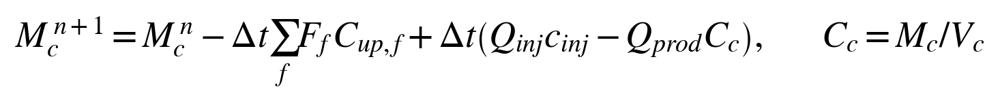 M_c^{n+1} = M_c^n − Δt∑_f F_f C_{up,f} + Δt(Q_{inj}c_{inj} − Q_{prod}C_c),   C_c = M_c/V_c